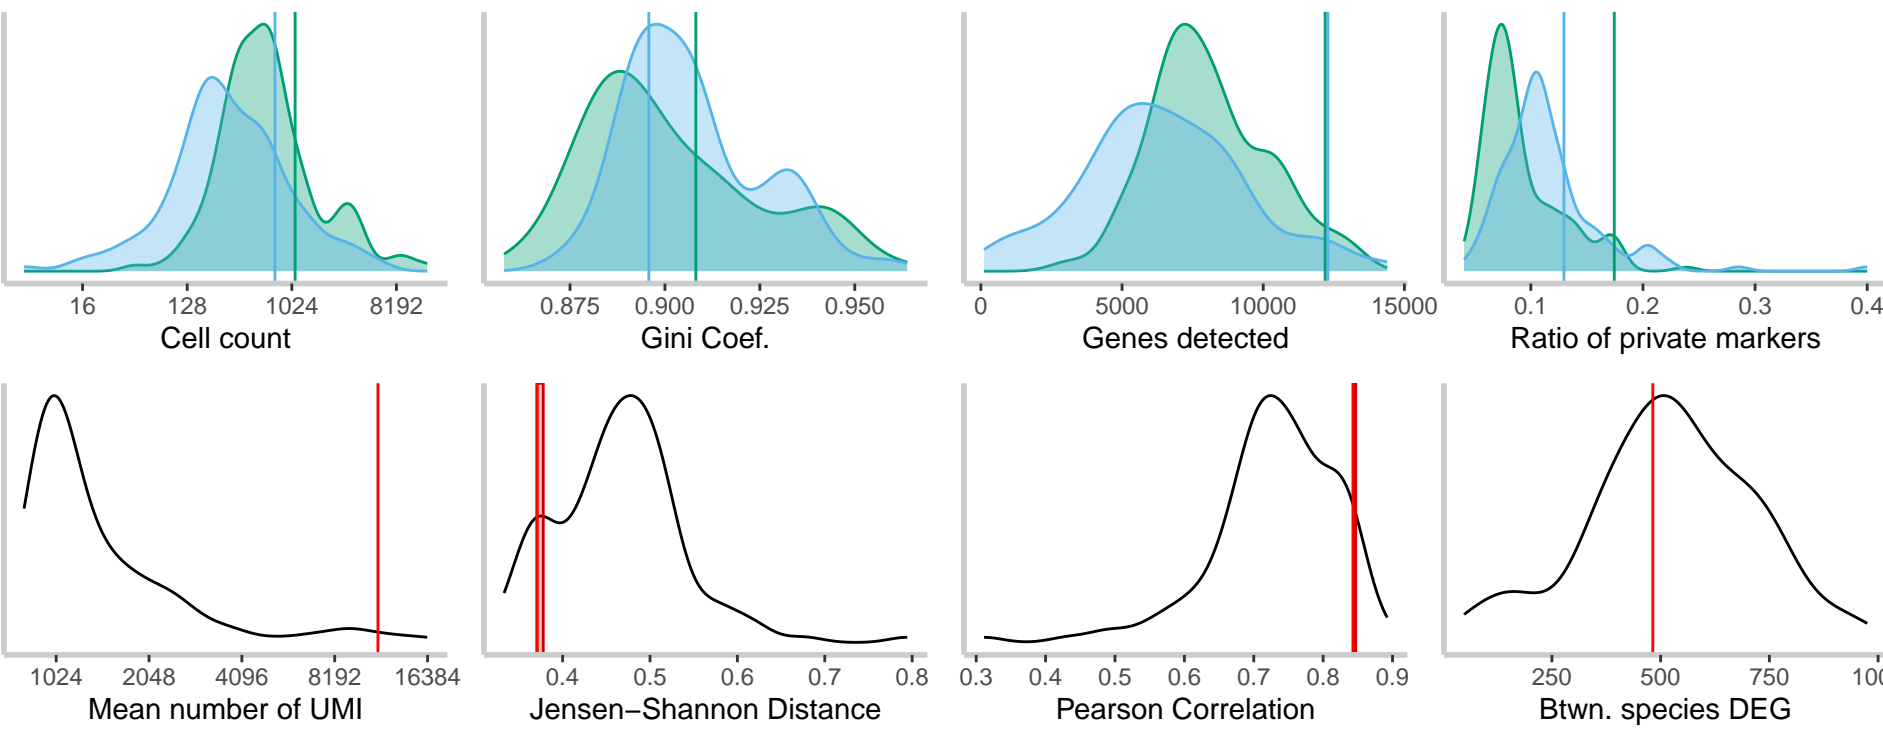 16 128 1024 8192
Cell count
0.875 0.900 0.925 0.950
Gini Coef.
0 5000 10000 15000
Genes detected
0.1 0.2 0.3 0.4
Ratio of private markers
1024 2048 4096 8192 16384
Mean number of UMI
0.4 0.5 0.6 0.7 0.8
Jensen−Shannon Distance
0.3 0.4 0.5 0.6 0.7 0.8 0.9
Pearson Correlation
250 500 750 100
Btwn. species DEG